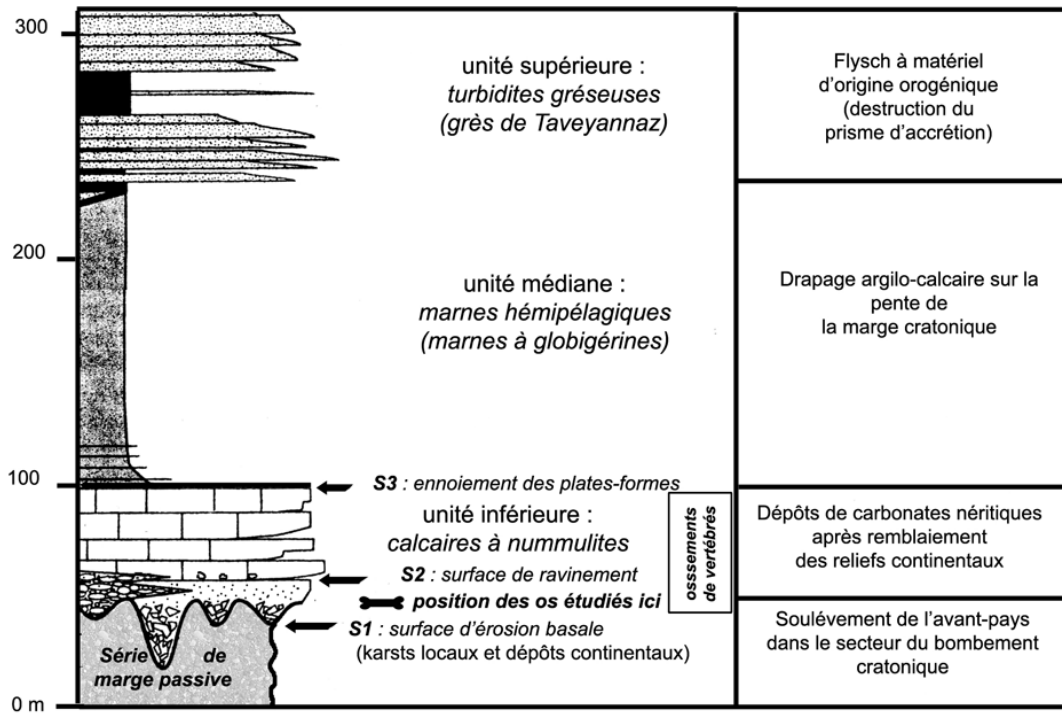 300
unité supérieure :
turbidites gréseuses
(grès de Taveyannaz)
Flysch à matériel
d'origine orogénique
(destruction du
prisme d'accrétion)
200
unité médiane :
marnes hémipélagiques
(marnes à globigérines)
Drapage argilo-calcaire sur la
pente de
la marge cratonique
100
S3 : ennoiement des plates-formes
unité inférieure :
calcaires à nummulites
S2 : surface de ravinement
position des os étudiés ici
S1 : surface d'érosion basale
(karsts locaux et dépôts continentaux)
osssements
de vertébrés
Dépôts de carbonates néritiques
après remblaiement
des reliefs continentaux
Soulévement de l'avant-pays
dans le secteur du bombement
cratonique
Série de
marge passive
0 m